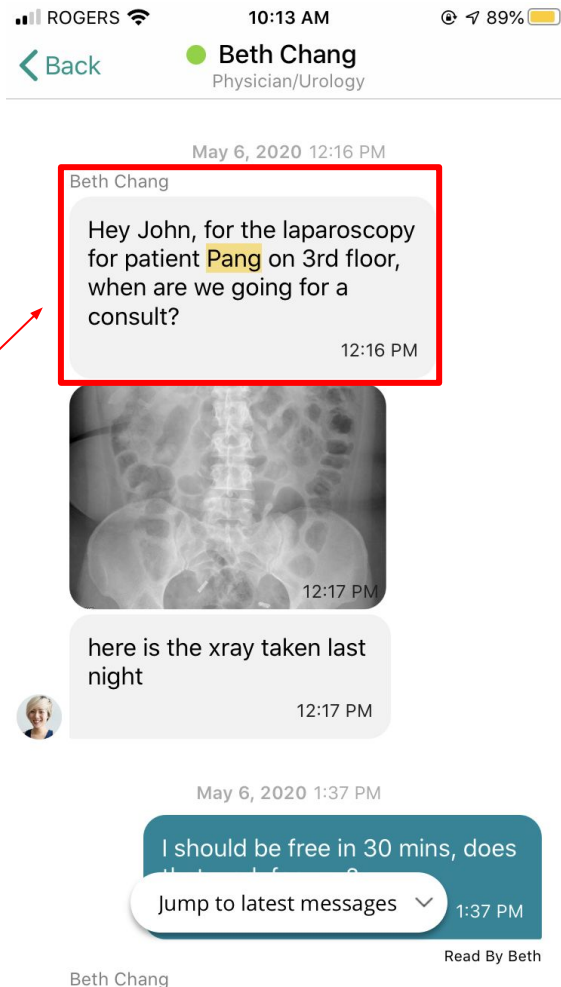 ROGERS 10:13 AM 89%
Back
Beth Chang
Physician/Urology
May 6, 2020 12:16 PM
Beth Chang
Hey John, for the laparoscopy
for patient Pang on 3rd floor,
when are we going for a
consult?
12:16 PM
12:17 PM
here is the xray taken last
night
12:17 PM
May 6, 2020 1:37 PM
I should be free in 30 mins, does
Jump to latest messages
1:37 PM
Read By Beth
Beth Chang